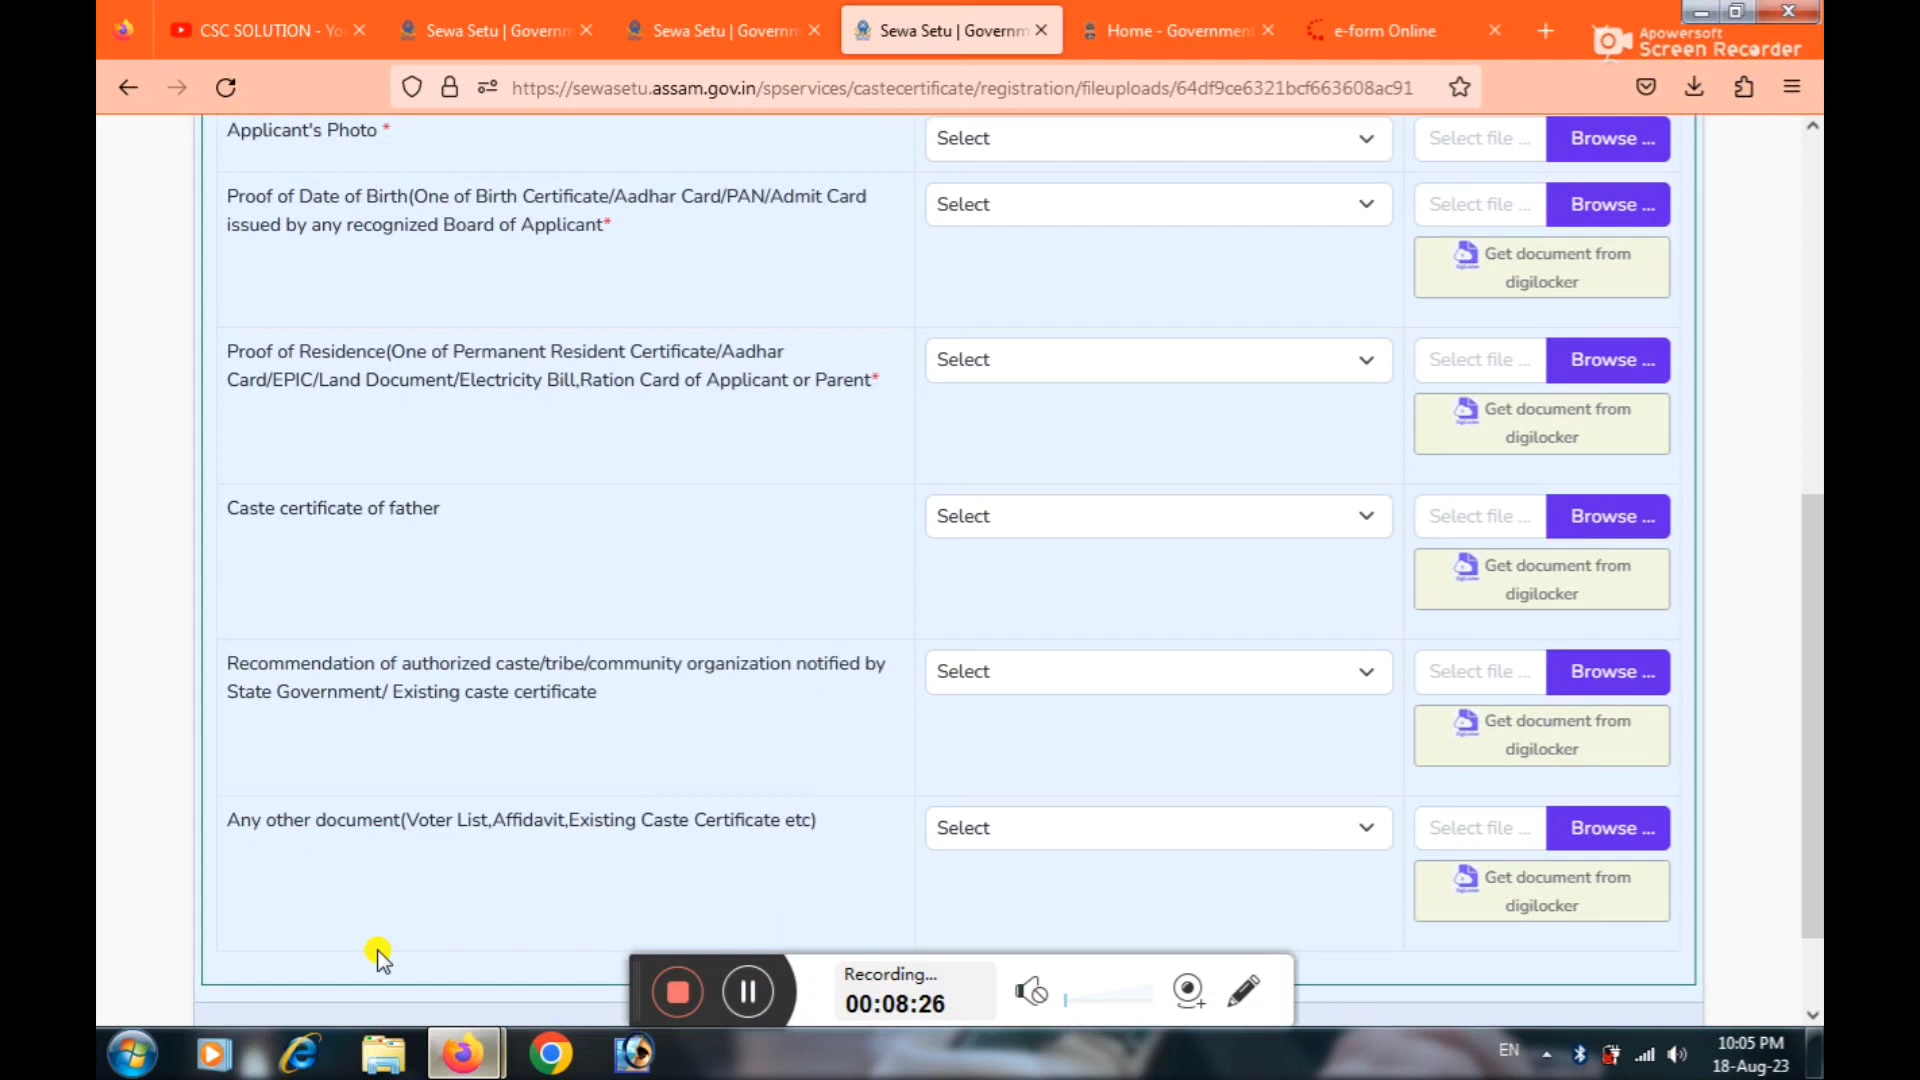 CSC SOLUTION - Yo
Sewa Setu | Governm
Sewa Setu | Governm
Sewa Setu | Governm
Home - Government
e-form Online
Apowersoft
Screen Recorder
https://sewasetu.assam.gov.in/spservices/castecertificate/registration/fileuploads/64df9ce6321bcf663608ac91
Applicant's Photo * Select Select file ... Browse ...
Proof of Date of Birth(One of Birth Certificate/Aadhar Card/PAN/Admit Card Select Select file ... Browse ...
issued by any recognized Board of Applicant*
Get document from
digilocker
Proof of Residence(One of Permanent Resident Certificate/Aadhar Select Select file ... Browse ...
Card/EPIC/Land Document/Electricity Bill,Ration Card of Applicant or Parent*
Get document from
digilocker
Caste certificate of father Select Select file ... Browse ...
Get document from
digilocker
Recommendation of authorized caste/tribe/community organization notified by Select Select file ... Browse ...
State Government/ Existing caste certificate
Get document from
digilocker
Any other document(Voter List,Affidavit,Existing Caste Certificate etc) Select Select file ... Browse ...
Get document from
digilocker
Recording...
00:08:26
EN
10:05 PM
18-Aug-23